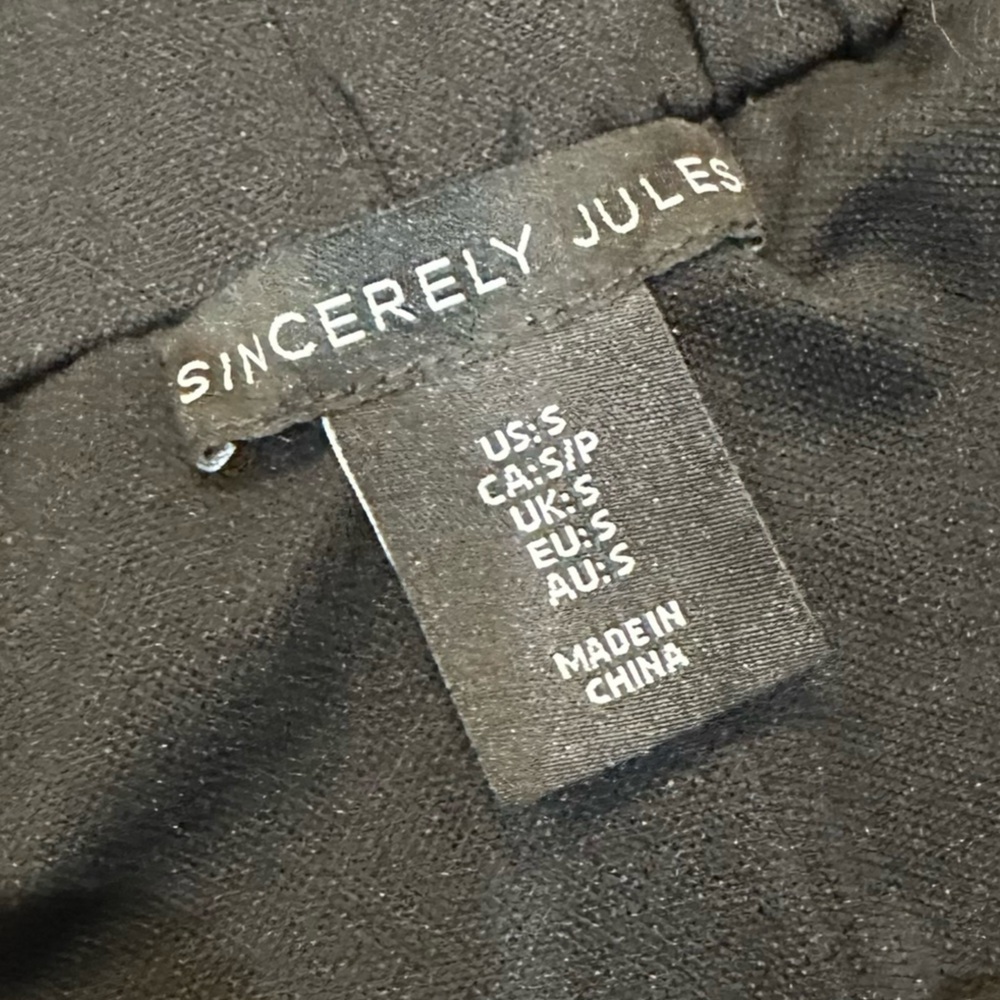 SINCERELY JULES
US:S
CA:S/P
UK:S
EU:S
AU:S
MADE IN
CHINA